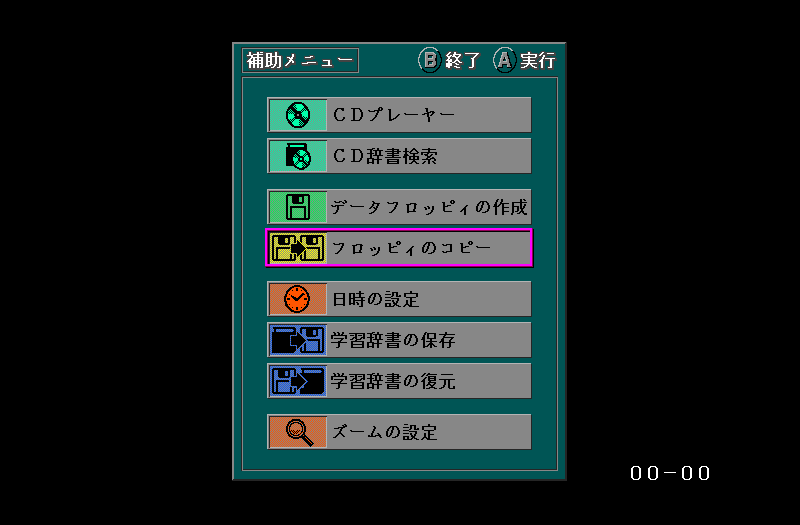 補助メニュー Ⓑ終了 Ⓐ実行
CDプレーヤー
CD辞書検索
データフロッピィの作成
フロッピィのコピー
日時の設定
学習辞書の保存
学習辞書の復元
ズームの設定
00-00